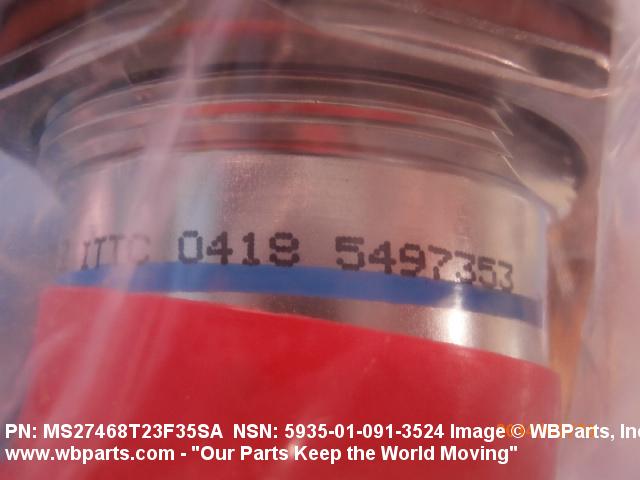 ITTC 0418 5497353
PN: MS27468T23F35SA NSN: 5935-01-091-3524 Image © WBParts, Inc
www.wbparts.com - "Our Parts Keep the World Moving"